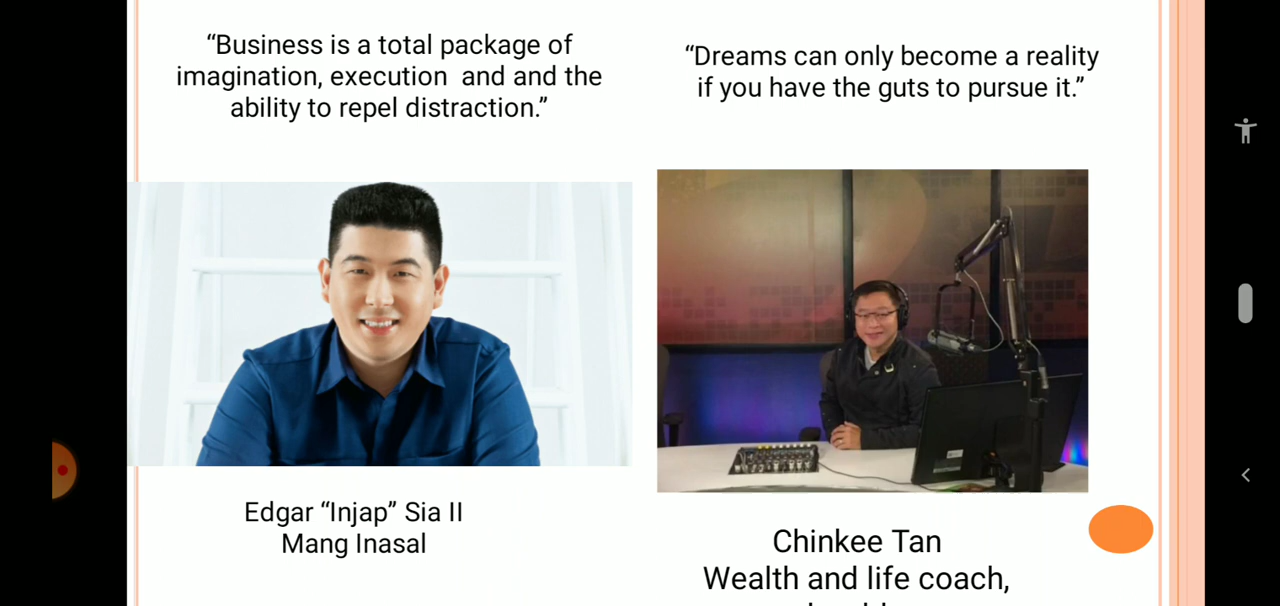 “Business is a total package of
imagination, execution and and the
ability to repel distraction.”
“Dreams can only become a reality
if you have the guts to pursue it.”
Edgar “Injap” Sia II
Mang Inasal
Chinkee Tan
Wealth and life coach,